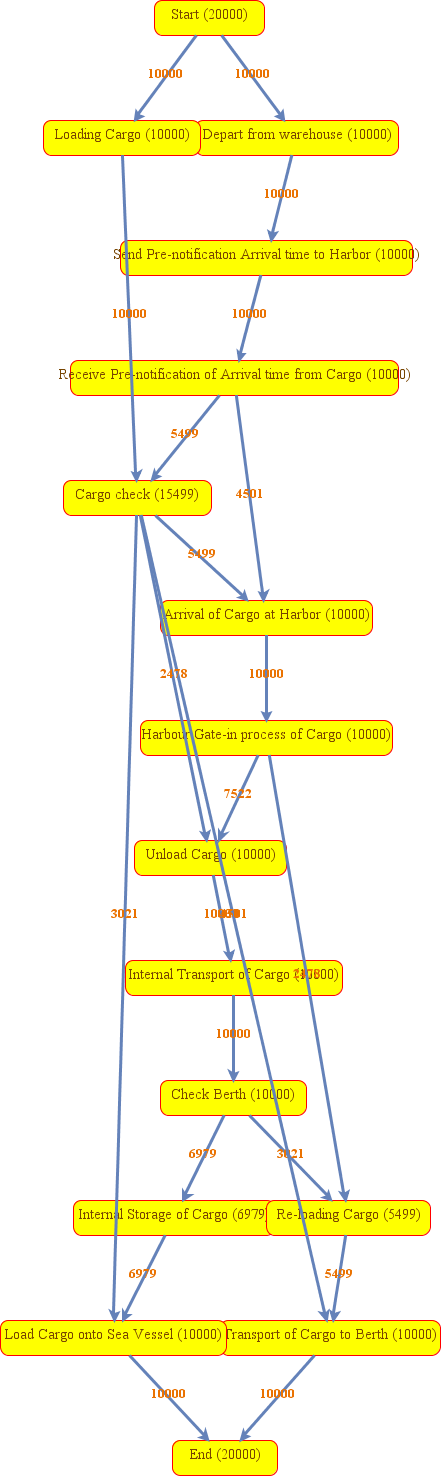 Start (20000)
10000
10000
Loading Cargo (10000)
Depart from warehouse (10000)
10000
Send Pre-notification Arrival time to Harbor (10000)
10000
10000
Receive Pre-notification of Arrival time from Cargo (10000)
5499
4501
Cargo check (15499)
5499
Arrival of Cargo at Harbor (10000)
2478
10000
Harbour Gate-in process of Cargo (10000)
7522
Unload Cargo (10000)
3021
Internal Transport of Cargo (10000)
10000
Check Berth (10000)
6979
3021
Internal Storage of Cargo (6979)
Re-loading Cargo (5499)
6979
5499
Load Cargo onto Sea Vessel (10000)
Transport of Cargo to Berth (10000)
10000
10000
End (20000)